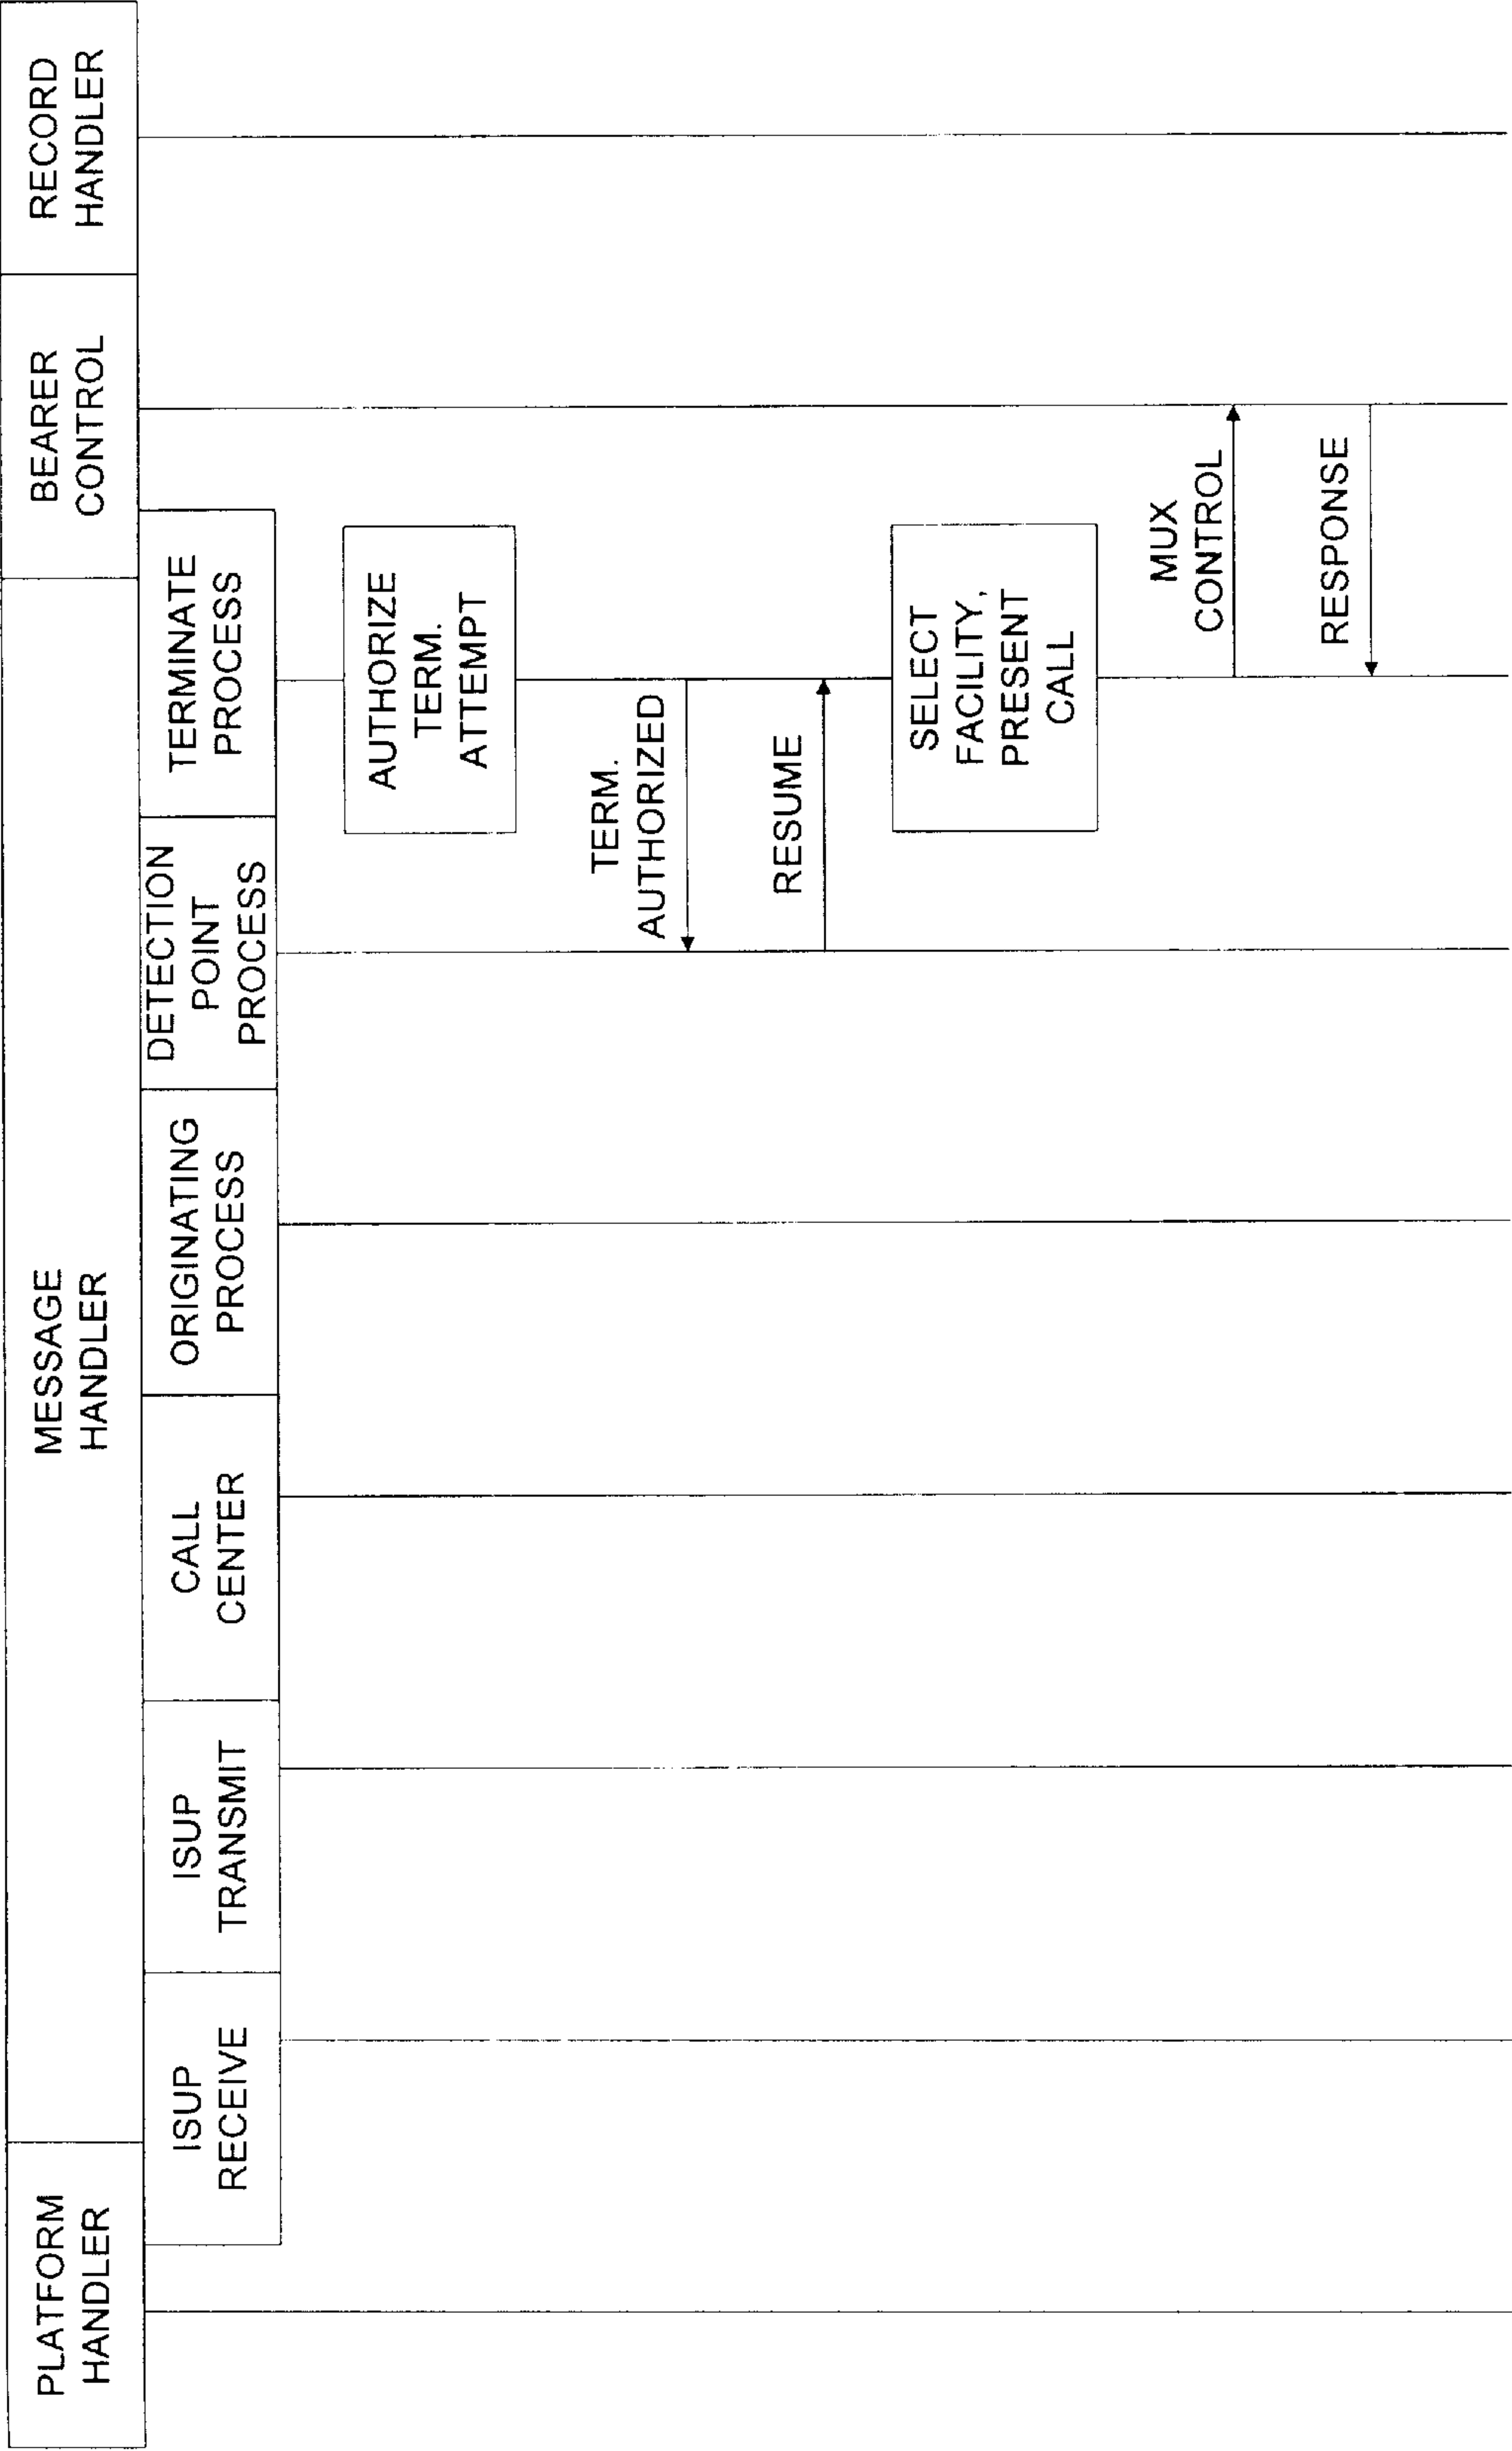 PLATFORM
HANDLER
MESSAGE
HANDLER
BEARER
CONTROL
RECORD
HANDLER
ISUP
RECEIVE
ISUP
TRANSMIT
CALL
CENTER
ORIGINATING
PROCESS
DETECTION
POINT
PROCESS
TERMINATE
PROCESS
AUTHORIZE
TERM.
ATTEMPT
TERM.
AUTHORIZED
RESUME
SELECT
FACILITY,
PRESENT
CALL
MUX
CONTROL
RESPONSE